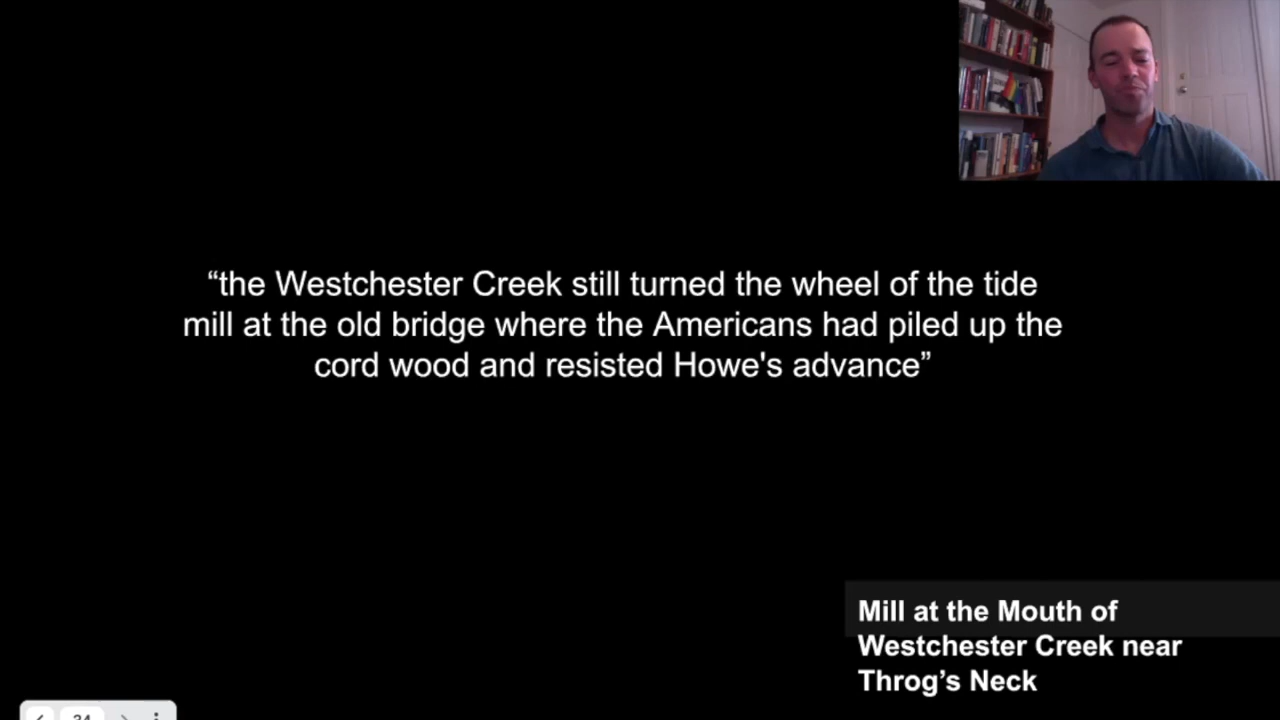 “the Westchester Creek still turned the wheel of the tide
mill at the old bridge where the Americans had piled up the
cord wood and resisted Howe's advance”
Mill at the Mouth of
Westchester Creek near
Throg’s Neck